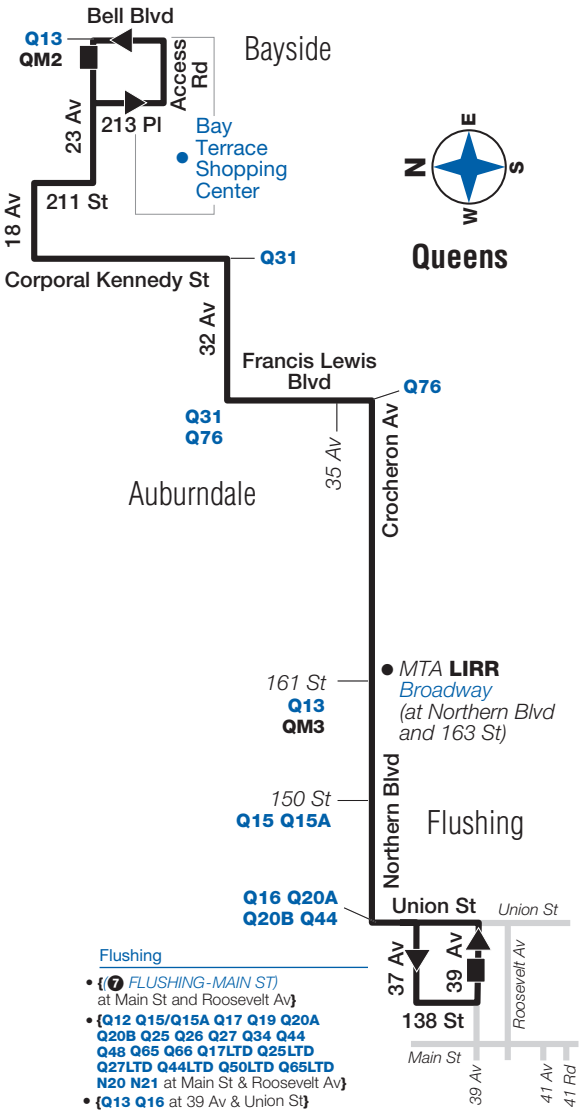 Bell Blvd
Q13
QM2
Bayside
Access
Rd
23 Av
213 Pl
Bay
Terrace
Shopping
Center
N
E
S
W
Queens
211 St
18 Av
Corporal Kennedy St
Q31
32 Av
Francis Lewis
Blvd
Q76
Q31
Q76
35 Av
Crocheron Av
Auburndale
161 St
Q13
QM3
MTA LIRR
Broadway
(at Northern Blvd
and 163 St)
150 St
Q15 Q15A
Northern Blvd
Flushing
Q16 Q20A
Q20B Q44
Union St
Union St
37 Av
39 Av
Roosevelt Av
138 St
Main St
39 Av
41 Av
41 Rd
Flushing
• {(7 FLUSHING-MAIN ST)
at Main St and Roosevelt Av}
• {Q12 Q15/Q15A Q17 Q19 Q20A
Q20B Q25 Q26 Q27 Q34 Q44
Q48 Q65 Q66 Q17LTD Q25LTD
Q27LTD Q44LTD Q50LTD Q65LTD
N20 N21 at Main St & Roosevelt Av}
• {Q13 Q16 at 39 Av & Union St}